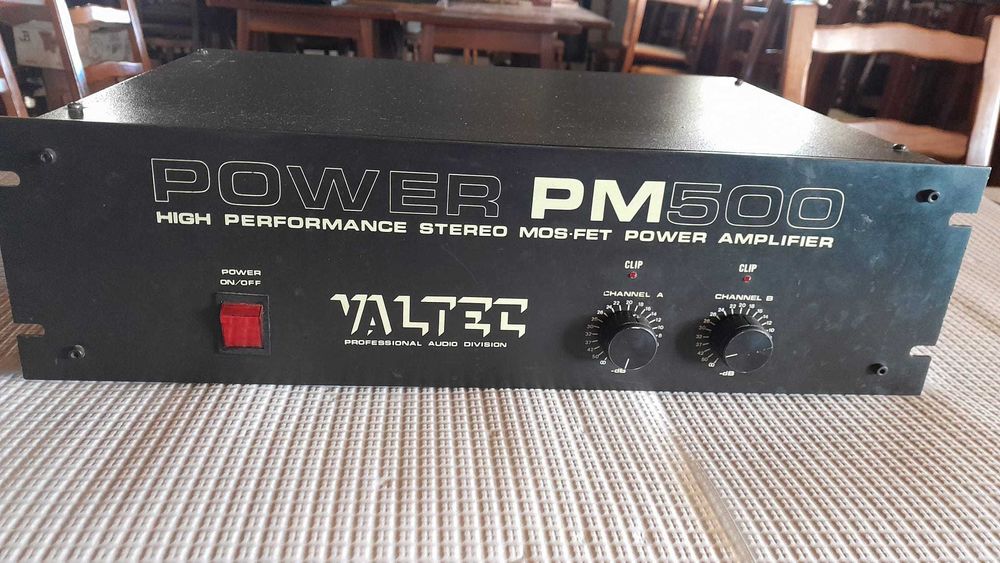 POWER PM500
HIGH PERFORMANCE STEREO MOS·FET POWER AMPLIFIER
POWER
ON/OFF
VALTEC
PROFESSIONAL AUDIO DIVISION
CLIP
CHANNEL A
-dB
CLIP
CHANNEL B
-dB